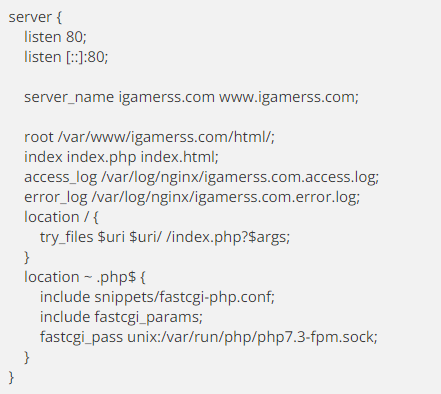 server {
listen 80;
listen [::]:80;
server_name igamerss.com www.igamerss.com;
root /var/www/igamerss.com/html/;
index index.php index.html;
access_log /var/log/nginx/igamerss.com.access.log;
error_log /var/log/nginx/igamerss.com.error.log;
location / {
try_files $uri $uri/ /index.php?$args;
}
location ~ .php$ {
include snippets/fastcgi-php.conf;
include fastcgi_params;
fastcgi_pass unix:/var/run/php/php7.3-fpm.sock;
}
}